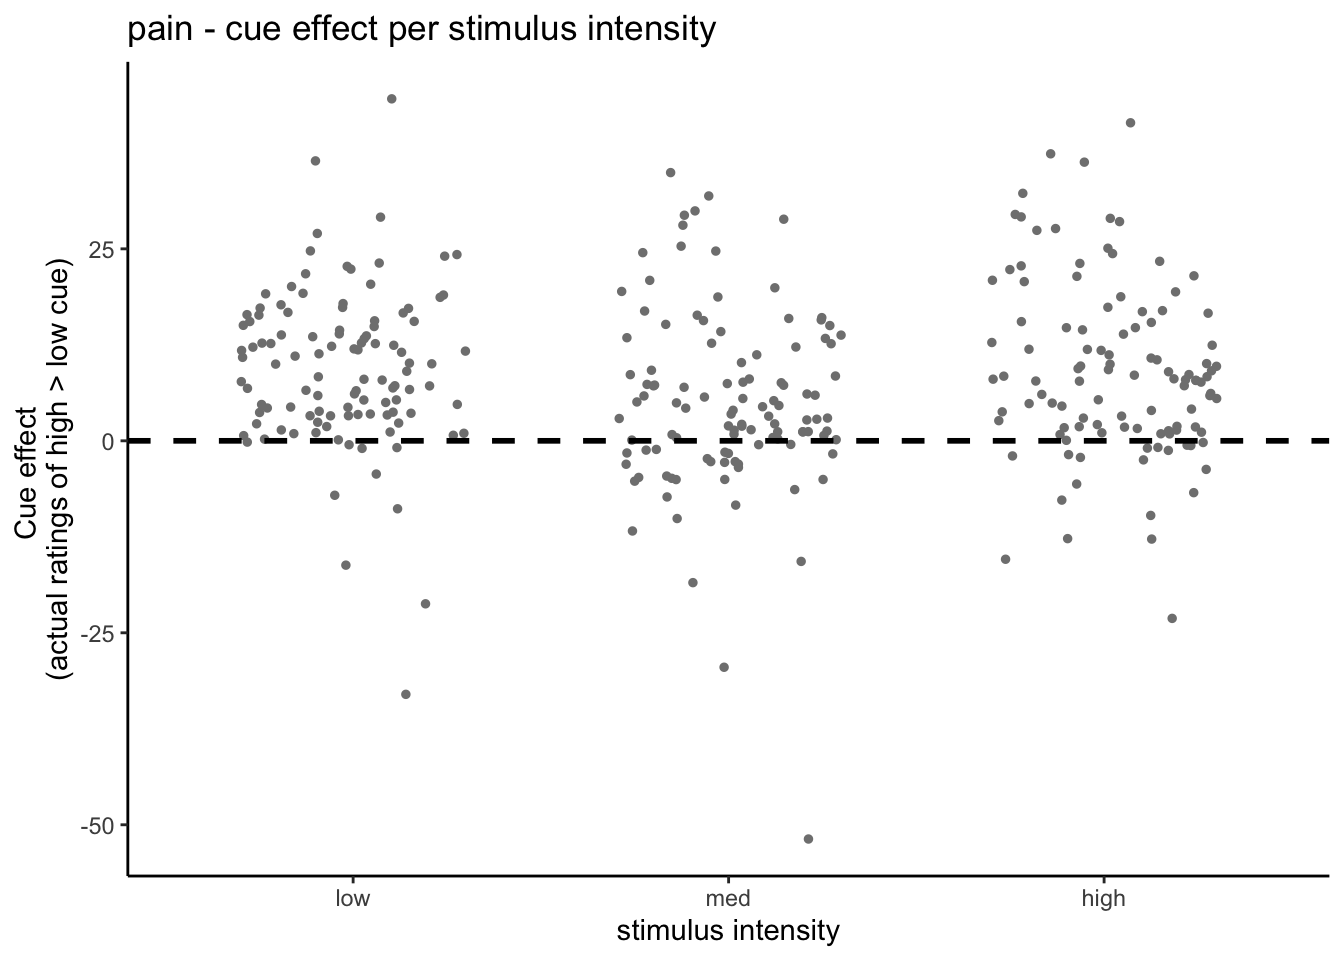 pain - cue effect per stimulus intensity
Cue effect
(actual ratings of high > low cue)
25
0
-25
-50
low
med
high
stimulus intensity